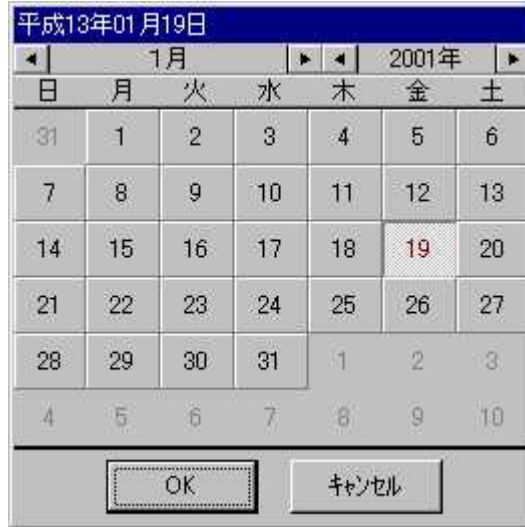 平成13年01月19日
◄ 1月 ► ◄ 2001年 ►
日 月 火 水 木 金 土
31 1 2 3 4 5 6
7 8 9 10 11 12 13
14 15 16 17 18 19 20
21 22 23 24 25 26 27
28 29 30 31 1 2 3
4 5 6 7 8 9 10
OK キャンセル